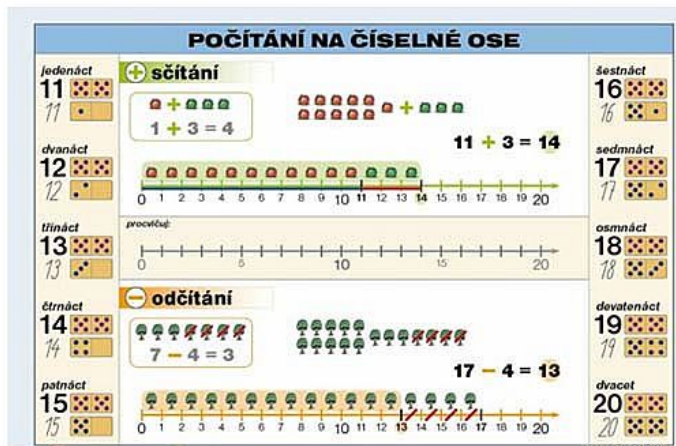 POČÍTÁNÍ NA ČÍSELNÉ OSE
jedenáct
11
11
dvanáct
12
12
třináct
13
13
čtrnáct
14
14
patnáct
15
15
+ sčítání
1 + 3 = 4
11 + 3 = 14
0 1 2 3 4 5 6 7 8 9 10 11 12 13 14 15 16 17 18 19 20
procvičuj:
0 5 10 15 20
− odčítání
7 − 4 = 3
17 − 4 = 13
0 1 2 3 4 5 6 7 8 9 10 11 12 13 14 15 16 17 18 19 20
šestnáct
16
16
sedmnáct
17
17
osmnáct
18
18
devatenáct
19
19
dvacet
20
20